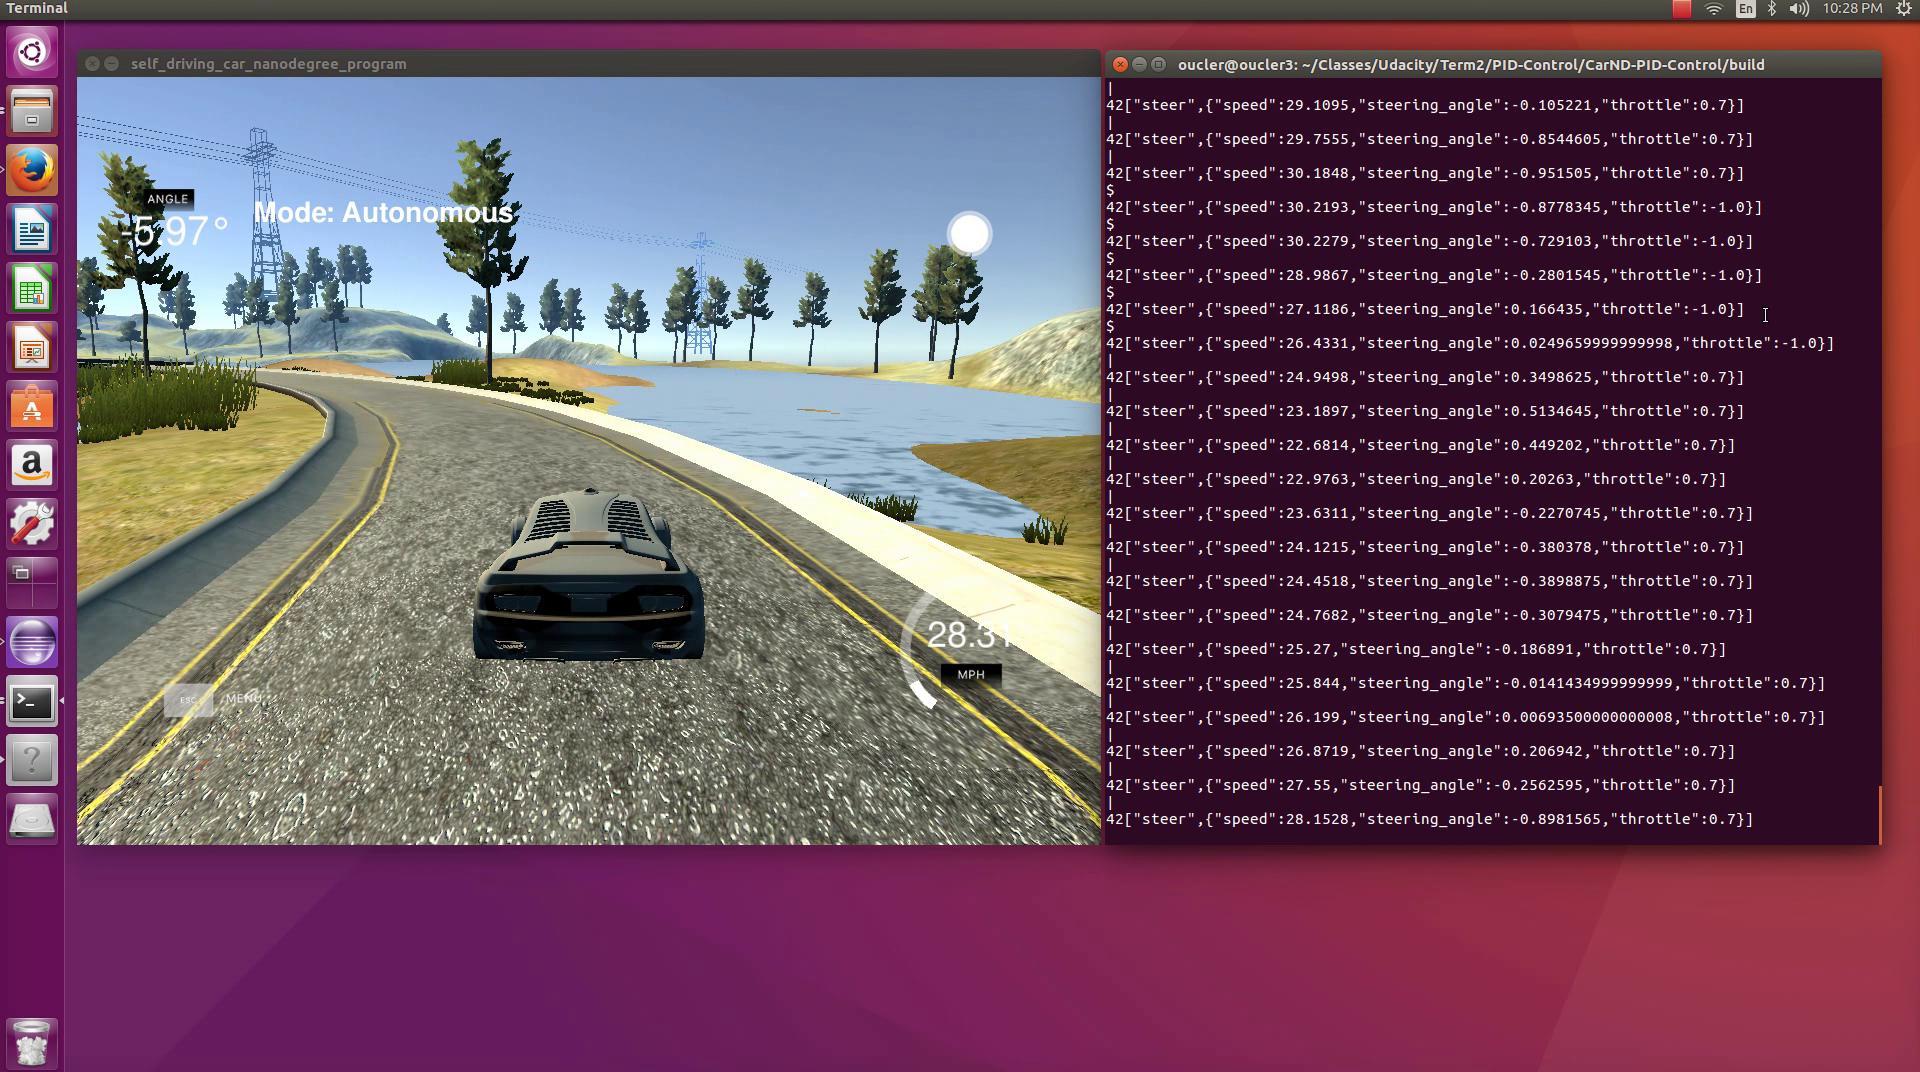 Terminal
En
10:28 PM
self_driving_car_nanodegree_program
ANGLE
-5.97°
Mode: Autonomous
28.31
MPH
ESC
MENU
a
oucler@oucler3: ~/Classes/Udacity/Term2/PID-Control/CarND-PID-Control/build
|
42["steer",{"speed":29.1095,"steering_angle":-0.105221,"throttle":0.7}]
|
42["steer",{"speed":29.7555,"steering_angle":-0.8544605,"throttle":0.7}]
|
42["steer",{"speed":30.1848,"steering_angle":-0.951505,"throttle":0.7}]
$
42["steer",{"speed":30.2193,"steering_angle":-0.8778345,"throttle":-1.0}]
$
42["steer",{"speed":30.2279,"steering_angle":-0.729103,"throttle":-1.0}]
$
42["steer",{"speed":28.9867,"steering_angle":-0.2801545,"throttle":-1.0}]
$
42["steer",{"speed":27.1186,"steering_angle":0.166435,"throttle":-1.0}]
$
42["steer",{"speed":26.4331,"steering_angle":0.0249659999999998,"throttle":-1.0}]
|
42["steer",{"speed":24.9498,"steering_angle":0.3498625,"throttle":0.7}]
|
42["steer",{"speed":23.1897,"steering_angle":0.5134645,"throttle":0.7}]
|
42["steer",{"speed":22.6814,"steering_angle":0.449202,"throttle":0.7}]
|
42["steer",{"speed":22.9763,"steering_angle":0.20263,"throttle":0.7}]
|
42["steer",{"speed":23.6311,"steering_angle":-0.2270745,"throttle":0.7}]
|
42["steer",{"speed":24.1215,"steering_angle":-0.380378,"throttle":0.7}]
|
42["steer",{"speed":24.4518,"steering_angle":-0.3898875,"throttle":0.7}]
|
42["steer",{"speed":24.7682,"steering_angle":-0.3079475,"throttle":0.7}]
|
42["steer",{"speed":25.27,"steering_angle":-0.186891,"throttle":0.7}]
|
42["steer",{"speed":25.844,"steering_angle":-0.0141434999999999,"throttle":0.7}]
|
42["steer",{"speed":26.199,"steering_angle":0.00693500000000008,"throttle":0.7}]
|
42["steer",{"speed":26.8719,"steering_angle":0.206942,"throttle":0.7}]
|
42["steer",{"speed":27.55,"steering_angle":-0.2562595,"throttle":0.7}]
|
42["steer",{"speed":28.1528,"steering_angle":-0.8981565,"throttle":0.7}]